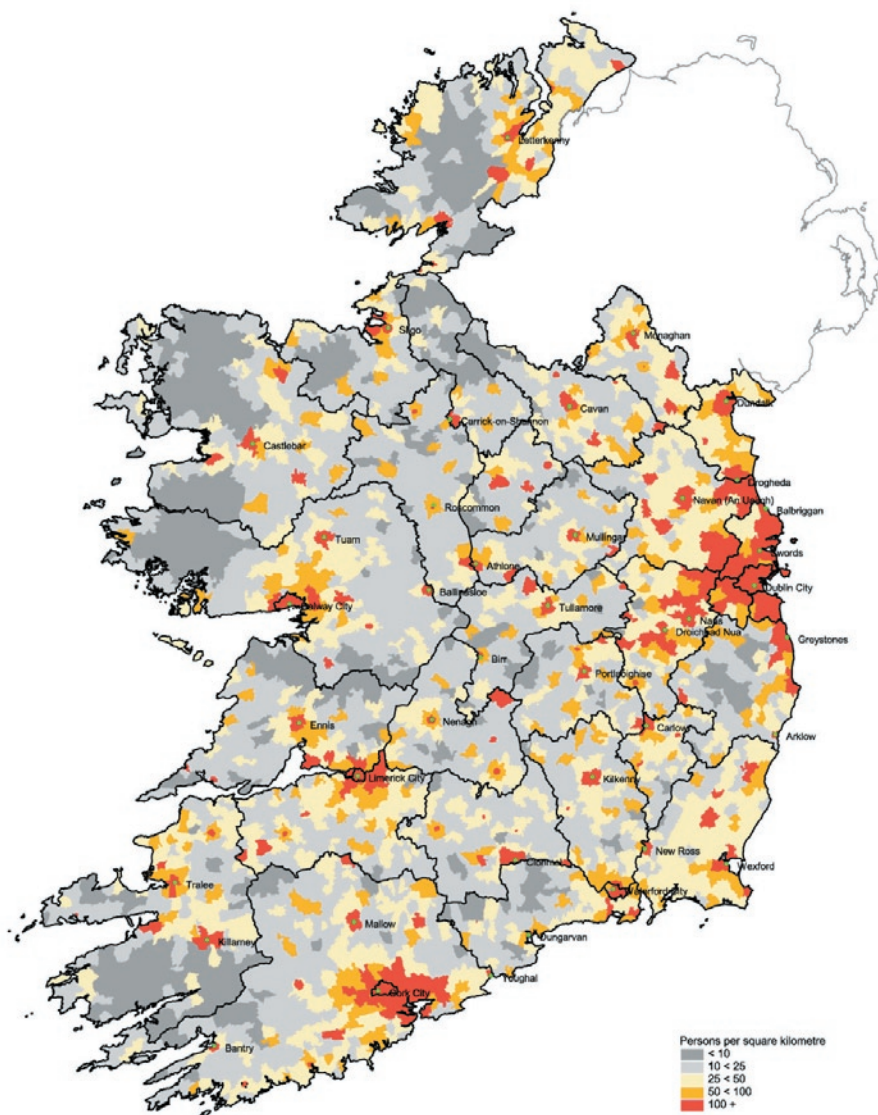 Letterkenny
Sligo
Monaghan
Dundalk
Cavan
Carrick-on-Shannon
Castlebar
Drogheda
Navan (An Uaimh)
Roscommon
Balbriggan
Tuam
Mullingar
Swords
Athlone
Dublin City
Ballinasloe
Galway City
Tullamore
Naas
Droichead Nua
Greystones
Birr
Portlaoighise
Ennis
Nenagh
Carlow
Arklow
Limerick City
Kilkenny
New Ross
Clonmel
Wexford
Tralee
Waterford City
Mallow
Dungarvan
Killarney
Youghal
Cork City
Bantry
Persons per square kilometre
< 10
10 < 25
25 < 50
50 < 100
100 +